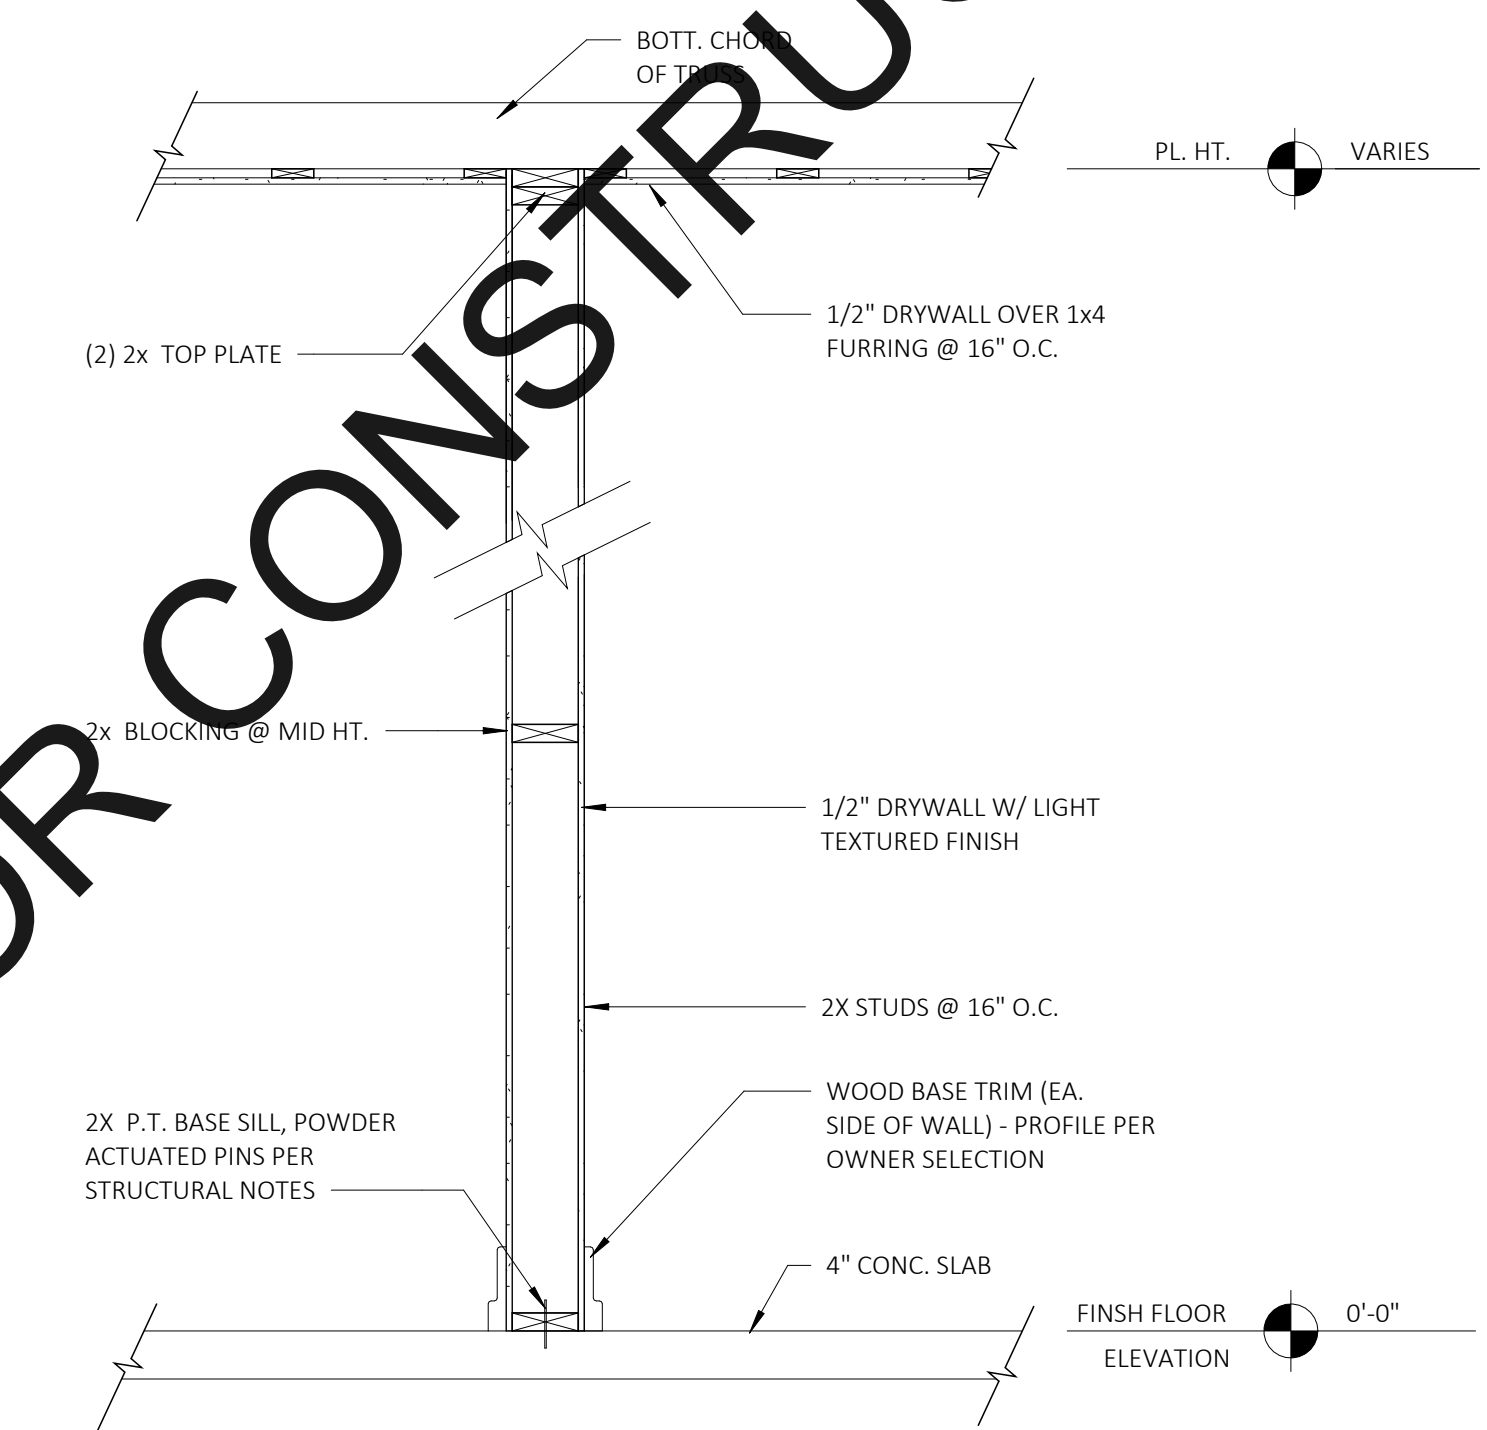 BOTT. CHORD
OF TRUSS
PL. HT. VARIES
1/2" DRYWALL OVER 1x4
FURRING @ 16" O.C.
(2) 2x TOP PLATE
2x BLOCKING @ MID HT.
1/2" DRYWALL W/ LIGHT
TEXTURED FINISH
2X STUDS @ 16" O.C.
WOOD BASE TRIM (EA.
SIDE OF WALL) - PROFILE PER
OWNER SELECTION
2X P.T. BASE SILL, POWDER
ACTUATED PINS PER
STRUCTURAL NOTES
4" CONC. SLAB
FINSH FLOOR 0'-0"
ELEVATION
OR CONSTRUC